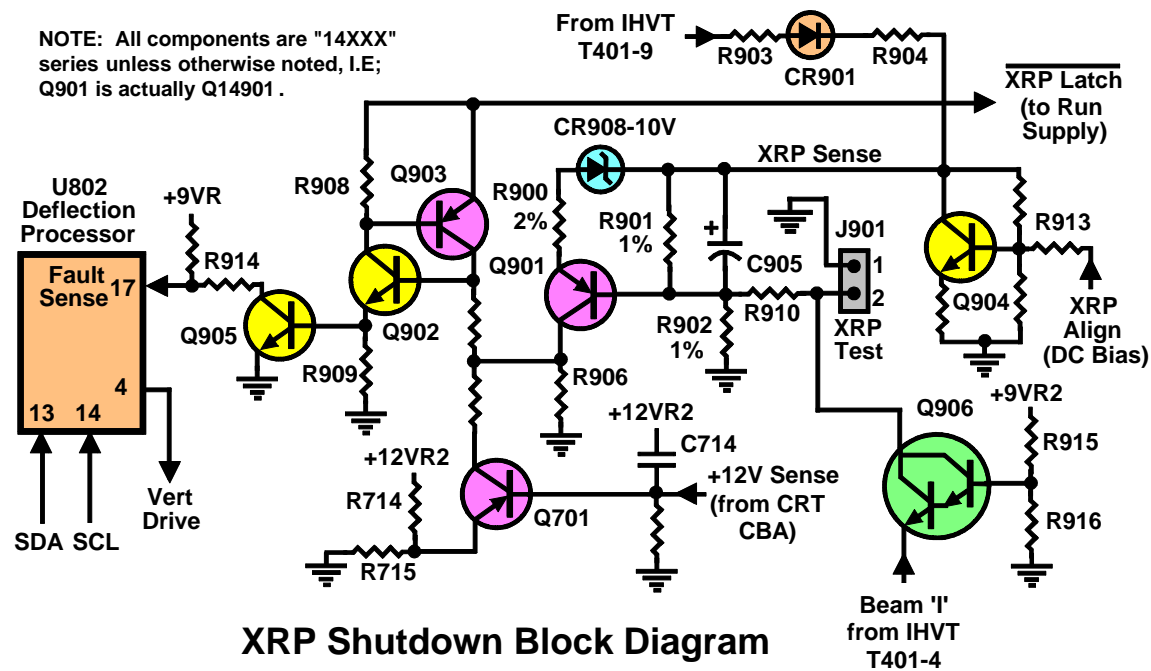 NOTE: All components are "14XXX"
series unless otherwise noted, I.E;
Q901 is actually Q14901 .
From IHVT
T401-9
R903
CR901
R904
XRP Latch
(to Run
Supply)
CR908-10V
XRP Sense
U802
Deflection
Processor
+9VR
R908
Q903
R900
2%
R901
1%
J901
R913
Fault
Sense
17
R914
Q901
C905
+
1
2
Q905
Q902
R902
1%
R910
XRP
Test
Q904
XRP
Align
(DC Bias)
4
R909
R906
13
14
+12VR2
Q906
+9VR2
+12VR2
C714
R915
Vert
Drive
R714
Q701
+12V Sense
(from CRT
CBA)
R916
SDA
SCL
R715
Beam 'I'
from IHVT
T401-4
XRP Shutdown Block Diagram